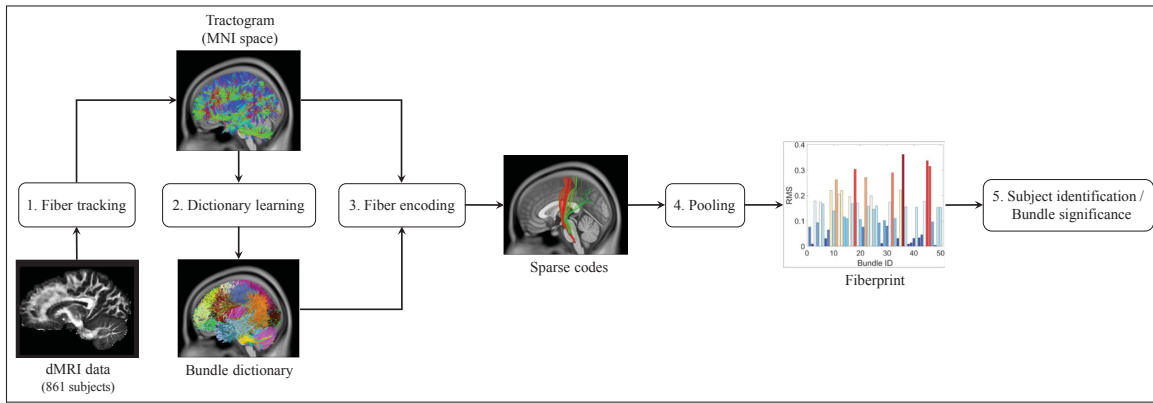 Tractogram
(MNI space)
1. Fiber tracking
2. Dictionary learning
3. Fiber encoding
4. Pooling
5. Subject identification /
Bundle significance
dMRI data
(861 subjects)
Bundle dictionary
Sparse codes
0.4
0.3
0.2
0.1
0
RMS
0 10 20 30 40 50
Bundle ID
Fiberprint